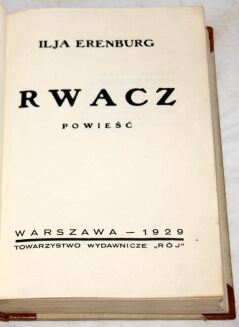 ILJA ERENBURG
RWACZ
POWIEŚĆ
WARSZAWA — 1929
TOWARZYSTWO WYDAWNICZE „RÓJ"